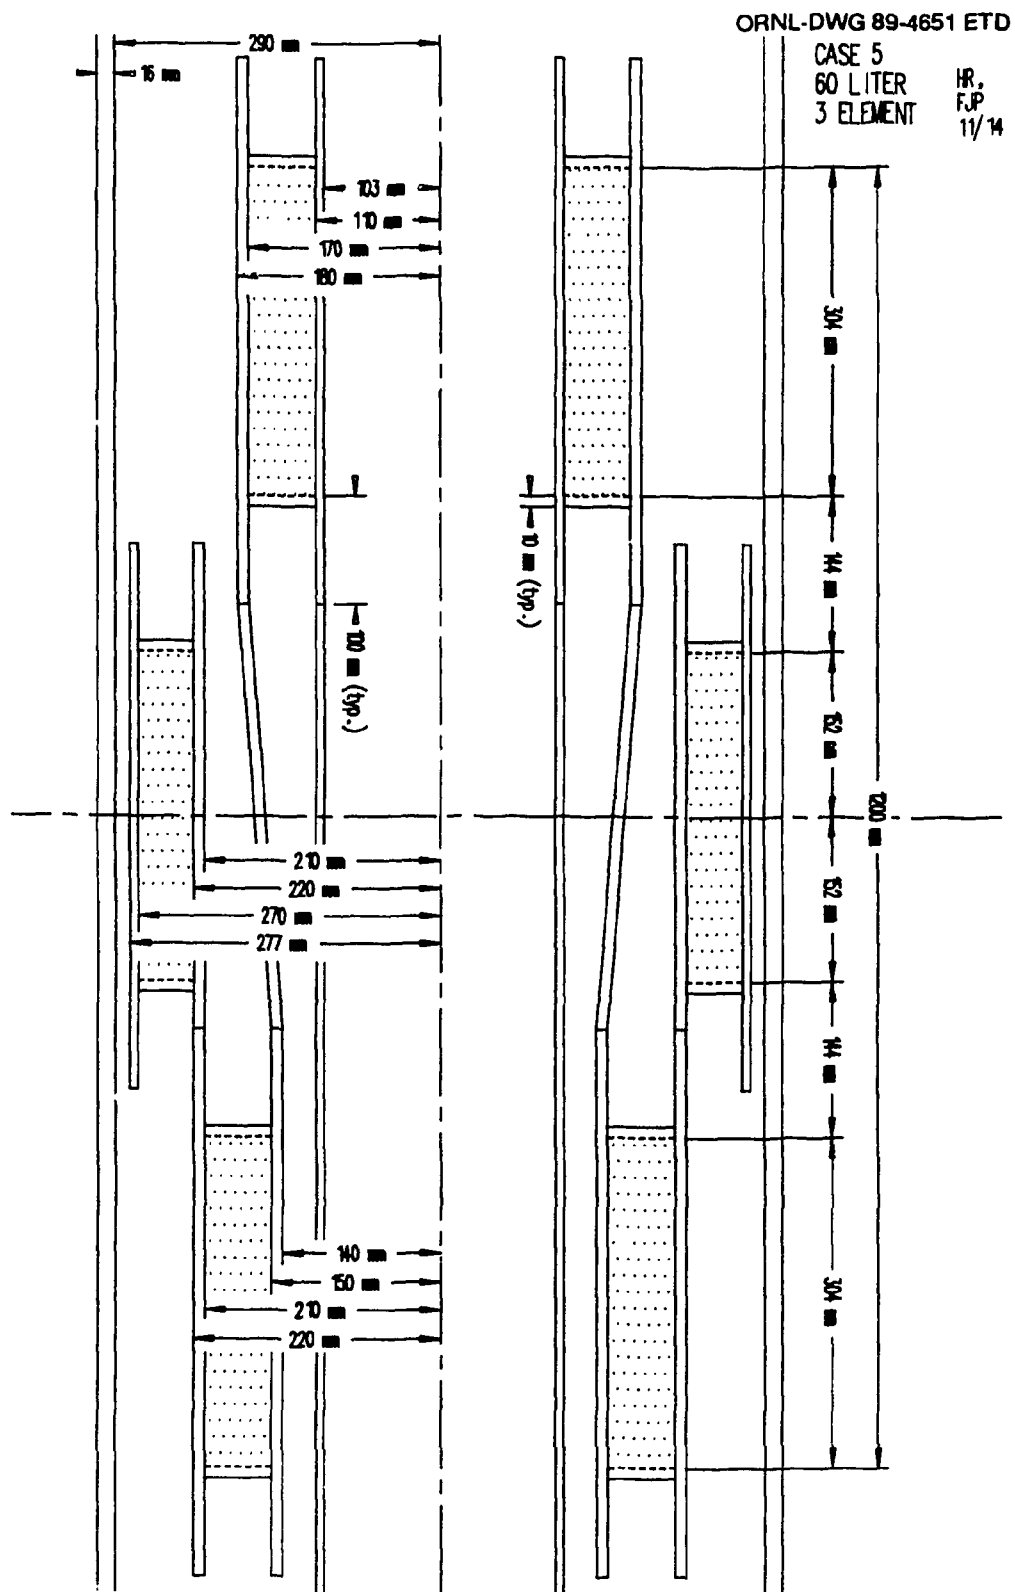 ORNL-DWG 89-4651 ETD
CASE 5
60 LITER
3 ELEMENT
HR,
FJP
11/14
290 mm
16 mm
103 mm
110 mm
170 mm
180 mm
304 mm
10 mm (typ.)
144 mm
100 mm (typ.)
152 mm
1200 mm
210 mm
220 mm
270 mm
277 mm
152 mm
144 mm
140 mm
150 mm
210 mm
220 mm
304 mm